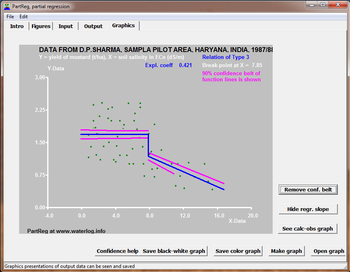 PartReg, partial regression
File Edit
Intro Figures Input Output Graphics
DATA FROM D.P.SHARMA, SAMPLA PILOT AREA, HARYANA, INDIA. 1987/88
Y = yield of mustard (t/ha), X = soil salinity in ECe (dS/m) Relation of Type 3
Y.Data Expl. coeff 0.421 Break-point at X = 7.85
90% confidence belt of
function lines is shown
3.00
2.25
1.50
0.75
0.00
-4.0 0.0 4.0 8.0 12.0 16.0 20.0
X.Data
PartReg at www.waterlog.info
Remove conf. belt
Hide regr. slope
See calc-obs graph
Confidence help Save black-white graph Save color graph Make graph Open graph
Graphics presentations of output data can be seen and saved